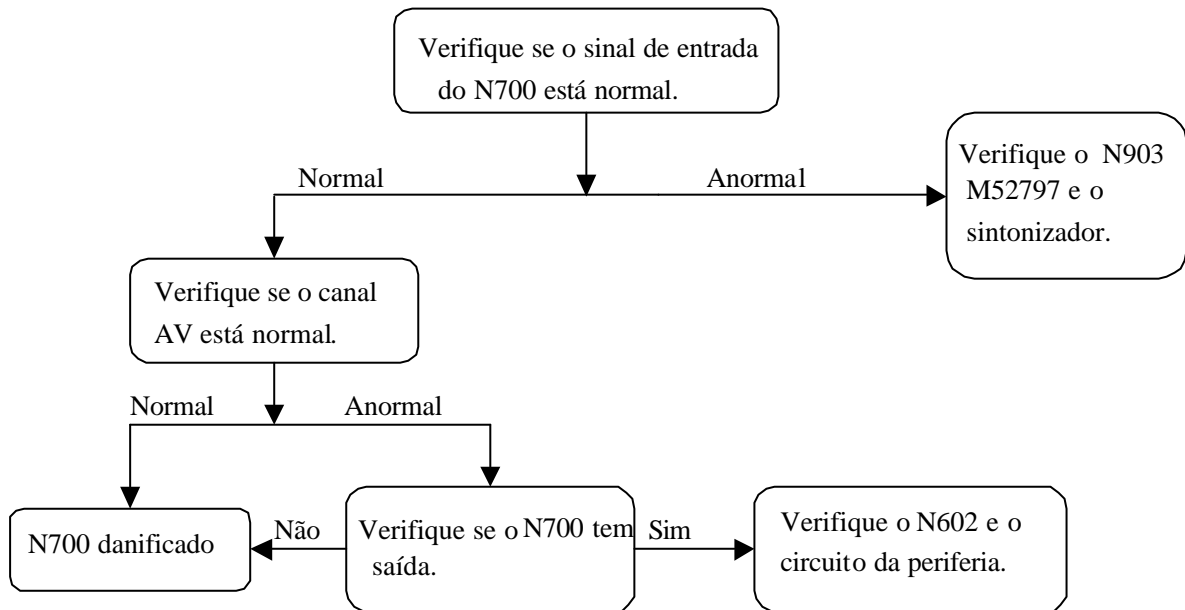 Verifique se o sinal de entrada
do N700 está normal.
Normal
Anormal
Verifique o N903
M52797 e o
sintonizador.
Verifique se o canal
AV está normal.
Normal
Anormal
N700 danificado
Não
Verifique se o N700 tem
saída.
Sim
Verifique o N602 e o
circuito da periferia.